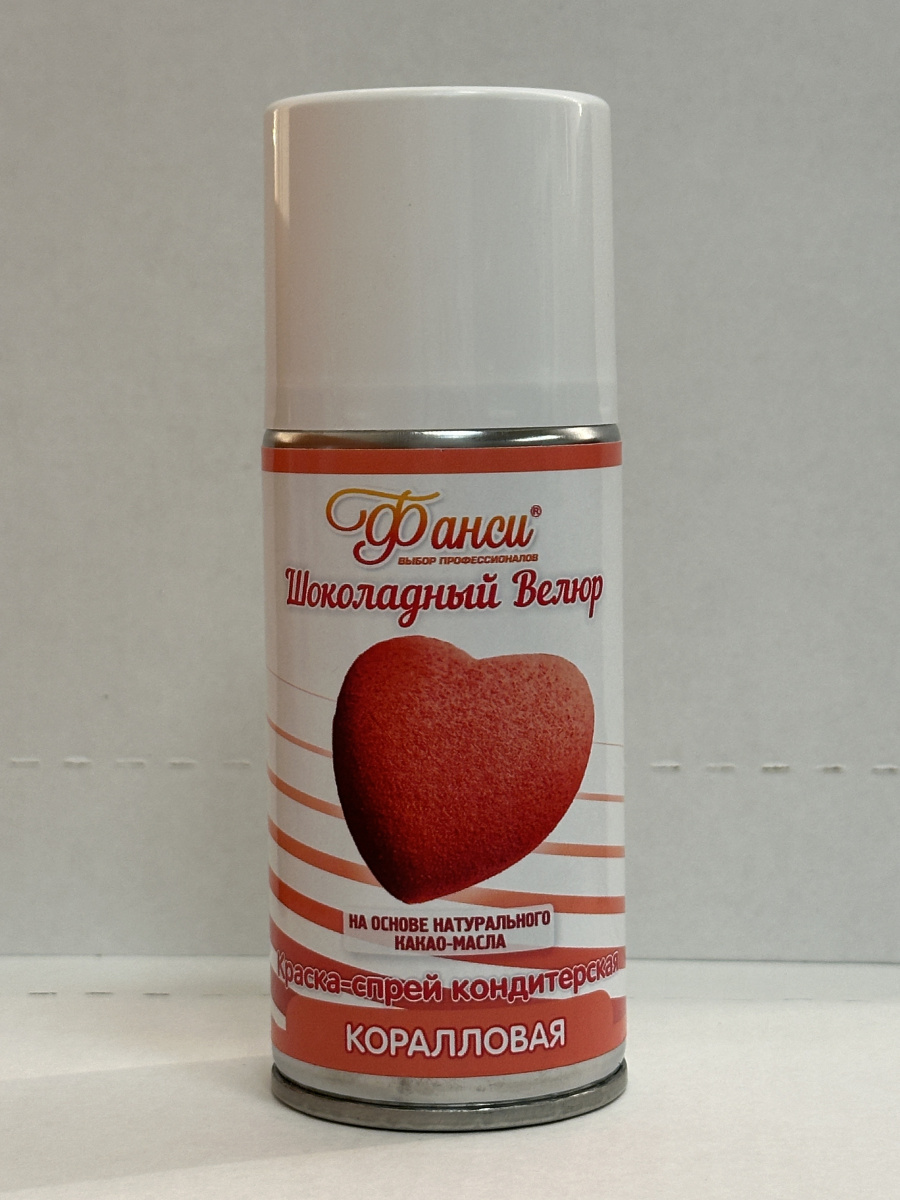 Фанси®
ВЫБОР ПРОФЕССИОНАЛОВ
Шоколадный Велюр
НА ОСНОВЕ НАТУРАЛЬНОГО
КАКАО-МАСЛА
Краска-спрей кондитерская
КОРАЛЛОВАЯ